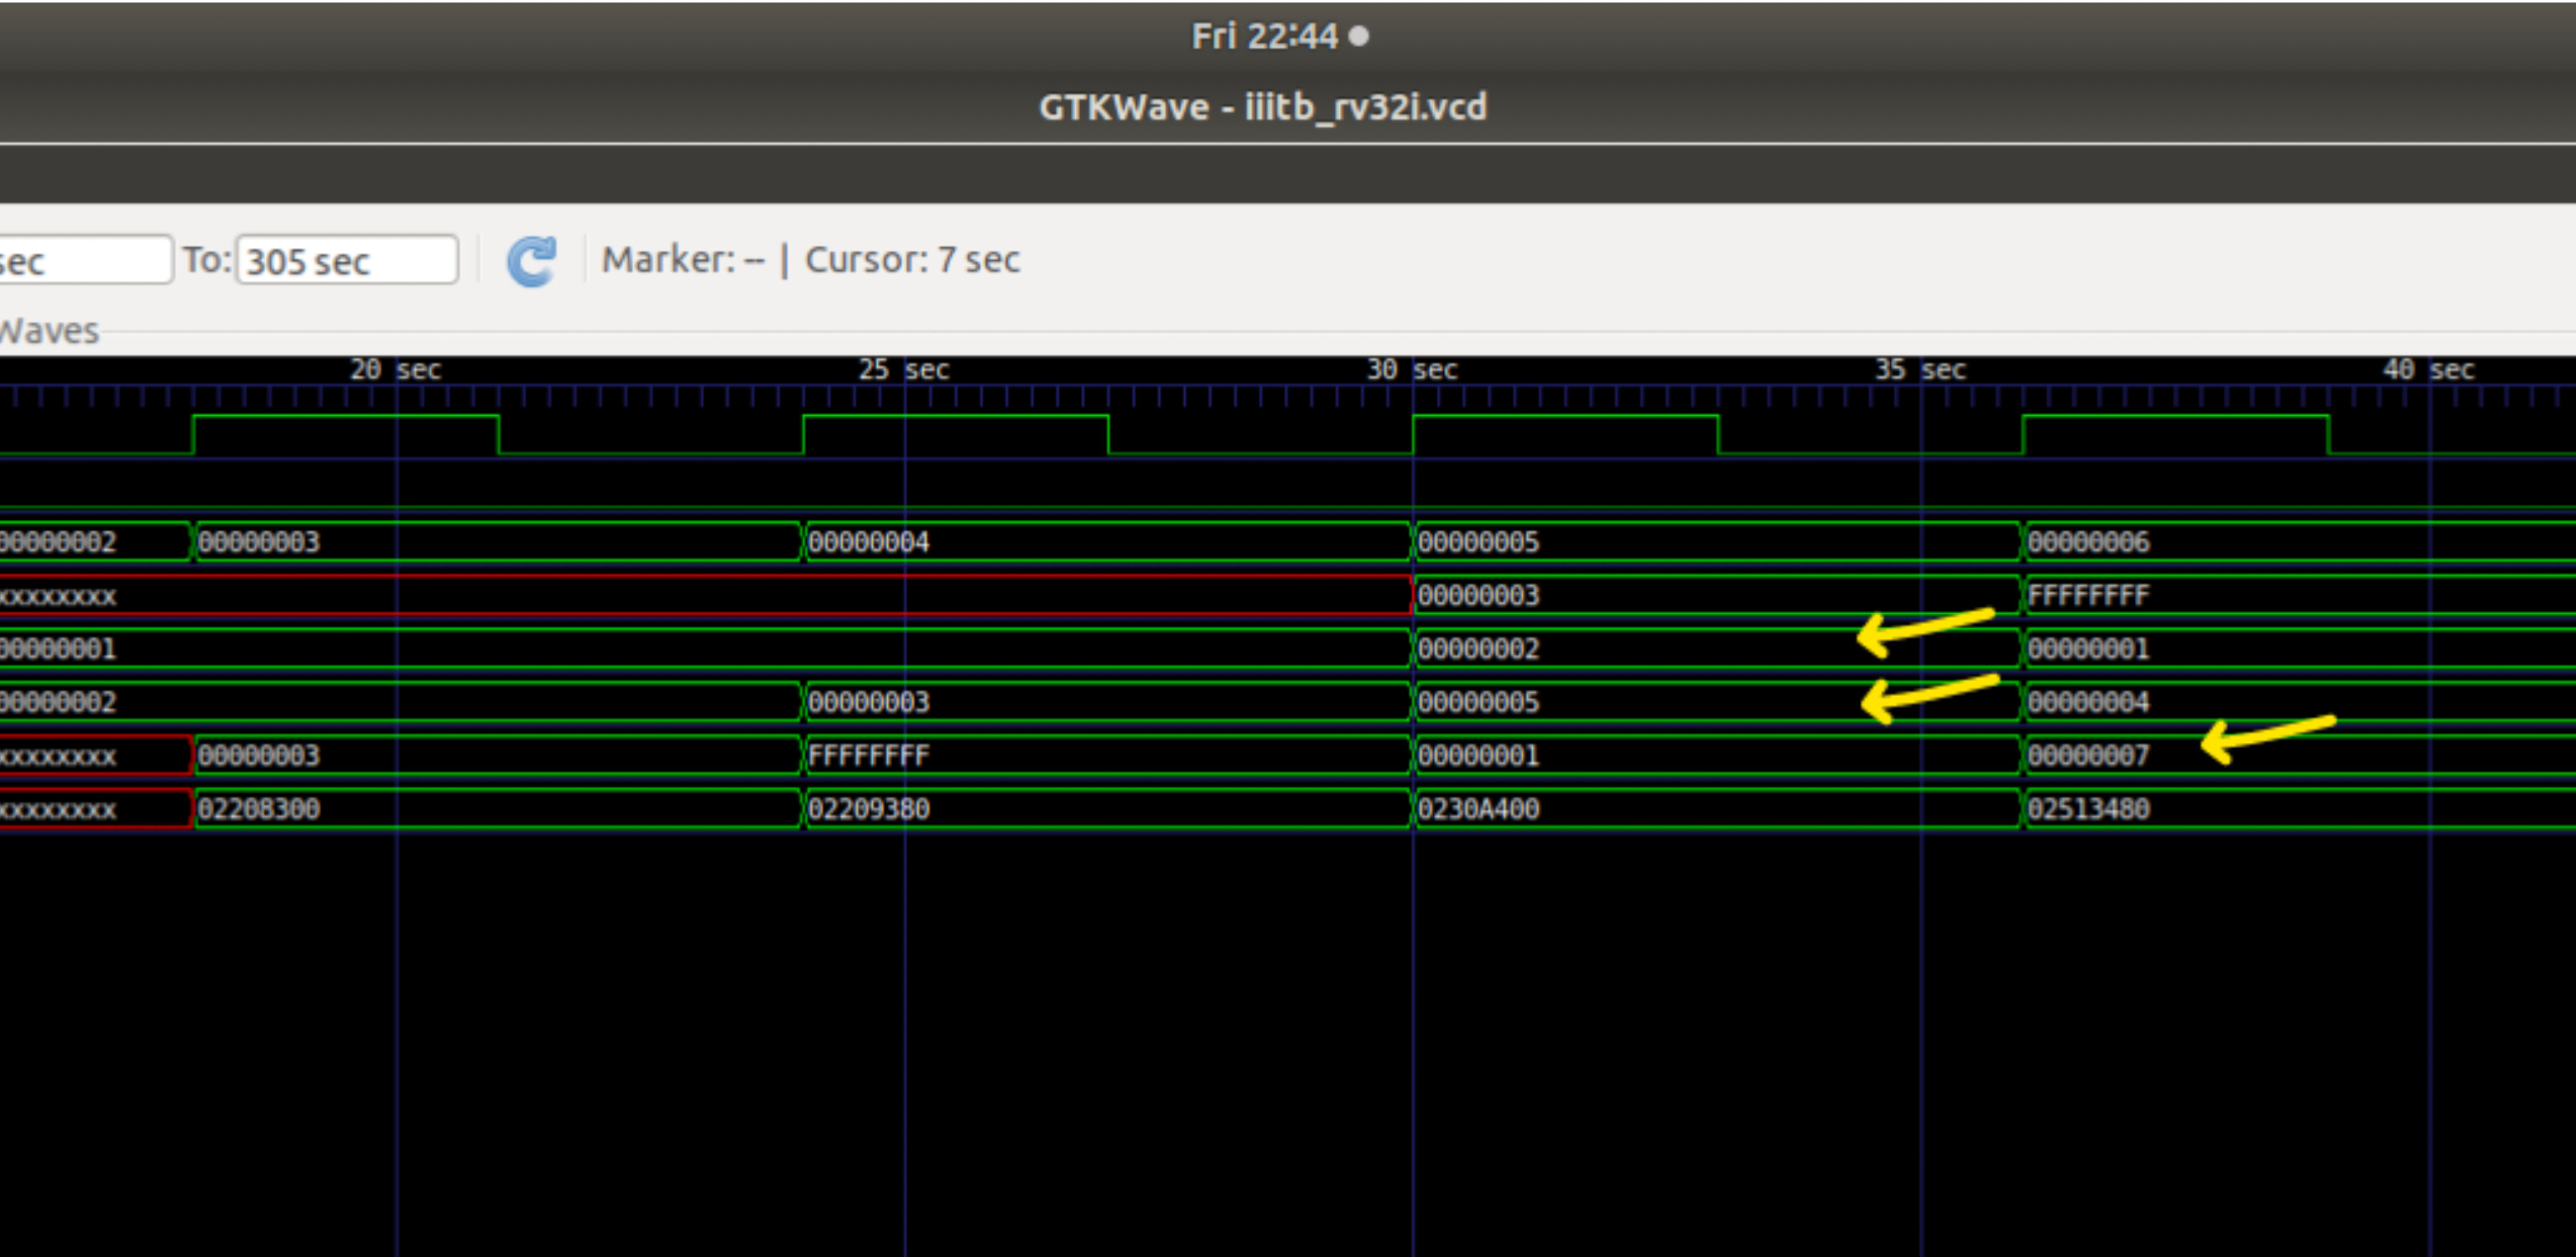 Fri 22:44
GTKWave - iiitb_rv32i.vcd
sec To: 305 sec Marker: -- | Cursor: 7 sec
Waves
20 sec 25 sec 30 sec 35 sec 40 sec
00000002 00000003 00000004 00000005 00000006
xxxxxxxx 00000003 FFFFFFFF
00000001 00000002 00000001
00000002 00000003 00000005 00000004
xxxxxxxx 00000003 FFFFFFFF 00000001 00000007
xxxxxxxx 02208300 02209380 0230A400 02513480